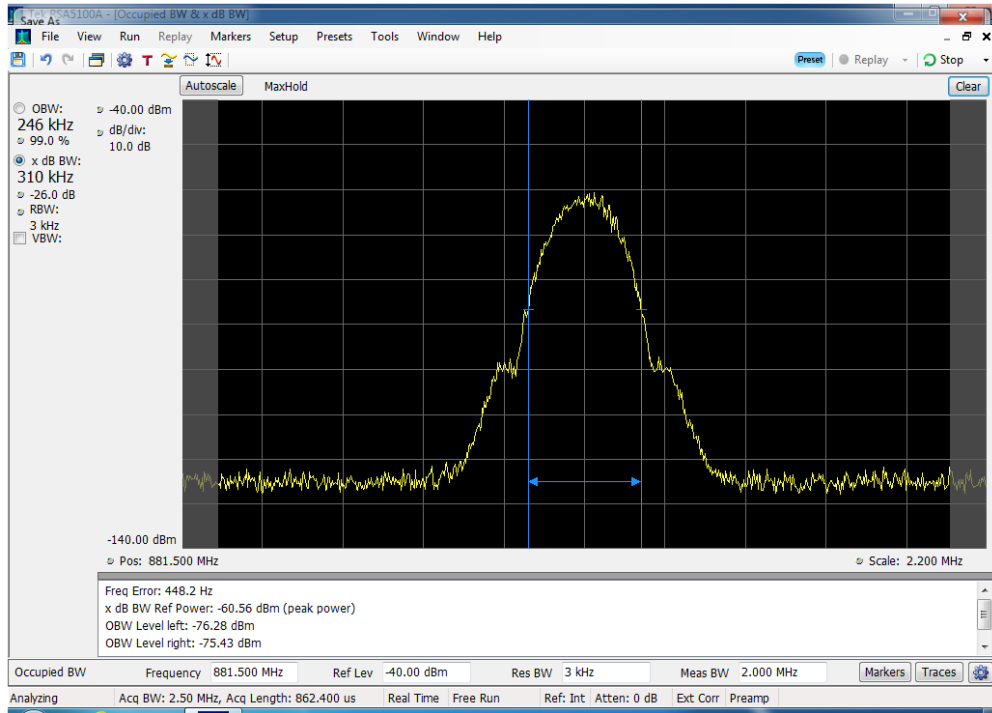 Tek RSA5100A - [Occupied BW & x dB BW]
Save As
File View Run Replay Markers Setup Presets Tools Window Help
T
Preset Replay Stop
Autoscale MaxHold Clear
OBW:
246 kHz
99.0 %
x dB BW:
310 kHz
-26.0 dB
RBW:
3 kHz
VBW:
-40.00 dBm
dB/div:
10.0 dB
-140.00 dBm
Pos: 881.500 MHz Scale: 2.200 MHz
Freq Error: 448.2 Hz
x dB BW Ref Power: -60.56 dBm (peak power)
OBW Level left: -76.28 dBm
OBW Level right: -75.43 dBm
Occupied BW Frequency 881.500 MHz Ref Lev -40.00 dBm Res BW 3 kHz Meas BW 2.000 MHz Markers Traces
Analyzing Acq BW: 2.50 MHz, Acq Length: 862.400 us Real Time Free Run Ref: Int Atten: 0 dB Ext Corr Preamp